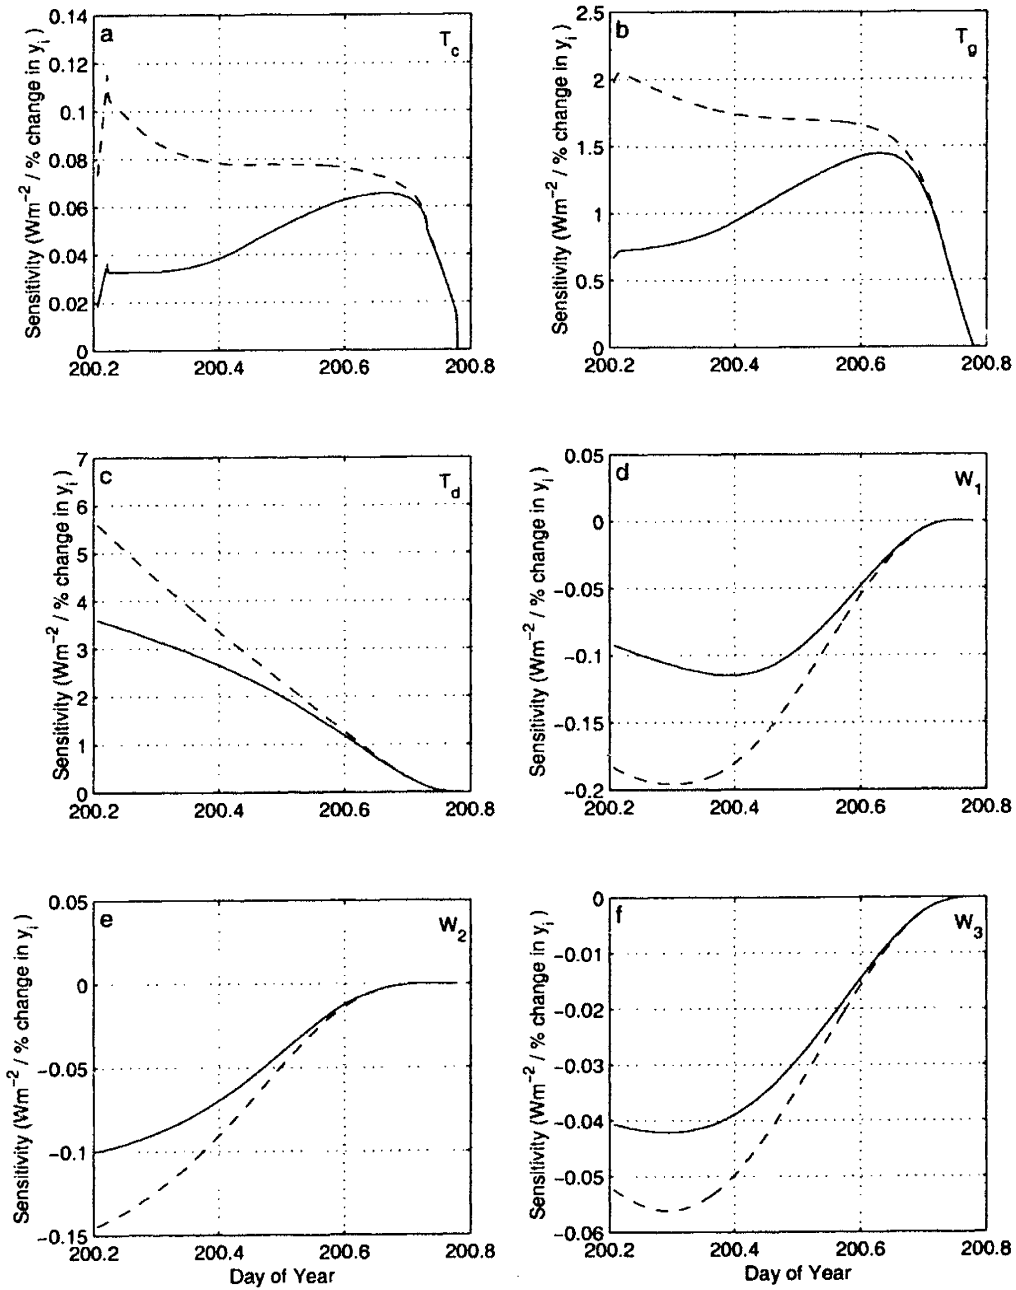 a
T_c
Sensitivity (Wm^-2 / % change in y_i)
0.14
0.12
0.1
0.08
0.06
0.04
0.02
0
200.2 200.4 200.6 200.8
b
T_g
Sensitivity (Wm^-2 / % change in y_i)
2.5
2
1.5
1
0.5
0
200.2 200.4 200.6 200.8
c
T_d
Sensitivity (Wm^-2 / % change in y_i)
7
6
5
4
3
2
1
0
200.2 200.4 200.6 200.8
d
W_1
Sensitivity (Wm^-2 / % change in y_i)
0.05
0
-0.05
-0.1
-0.15
-0.2
200.2 200.4 200.6 200.8
e
W_2
Sensitivity (Wm^-2 / % change in y_i)
0.05
0
-0.05
-0.1
-0.15
200.2 200.4 200.6 200.8
Day of Year
f
W_3
Sensitivity (Wm^-2 / % change in y_i)
0
-0.01
-0.02
-0.03
-0.04
-0.05
-0.06
200.2 200.4 200.6 200.8
Day of Year